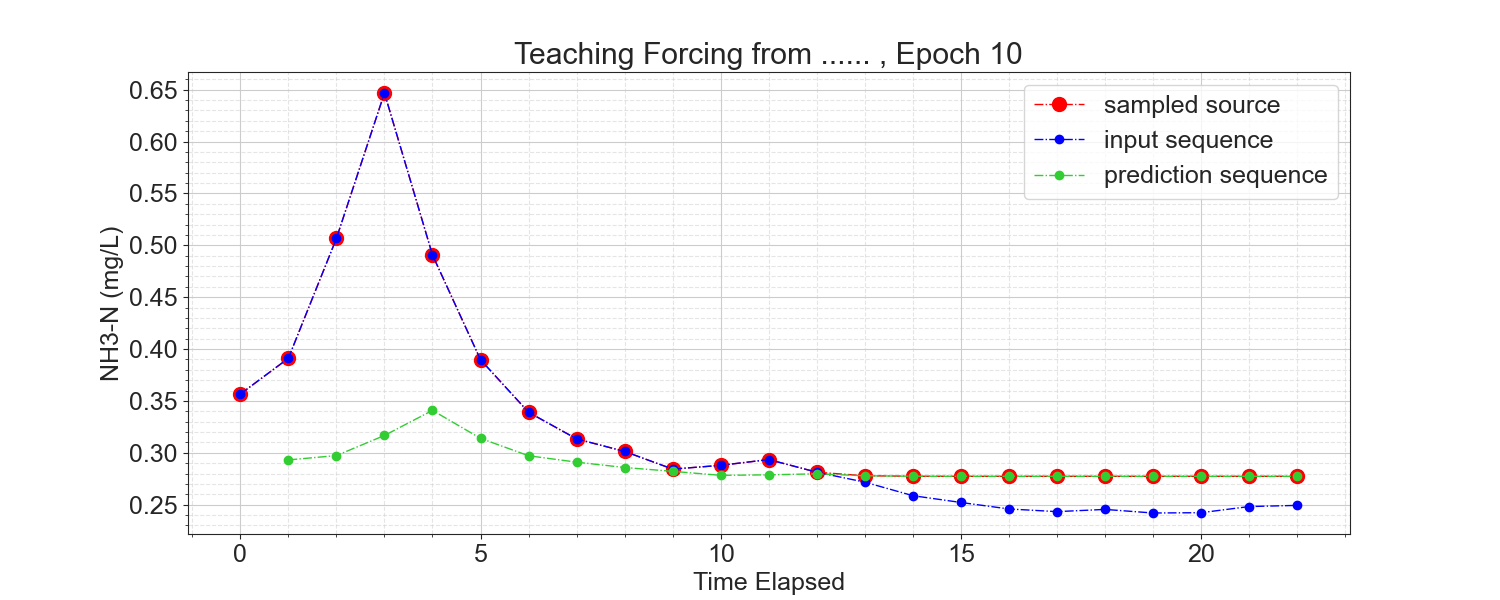 Teaching Forcing from ...... , Epoch 10
sampled source
input sequence
prediction sequence
NH3-N (mg/L)
0.65
0.60
0.55
0.50
0.45
0.40
0.35
0.30
0.25
0 5 10 15 20
Time Elapsed